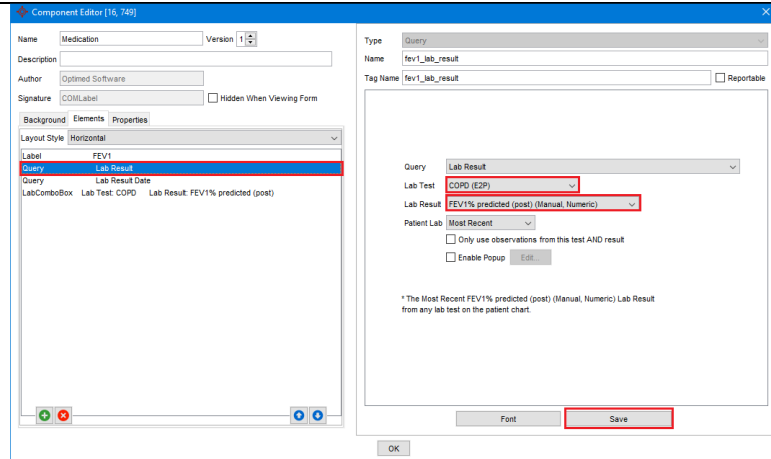 Component Editor [16, 749]
Name Medication Version 1
Description
Author Optimed Software
Signature COMLabel Hidden When Viewing Form
Background Elements Properties
Layout Style Horizontal
Label FEV1
Query Lab Result
Query Lab Result Date
LabComboBox Lab Test: COPD Lab Result: FEV1% predicted (post)
Type Query
Name fev1_lab_result
Tag Name fev1_lab_result Reportable
Query Lab Result
Lab Test COPD (E2P)
Lab Result FEV1% predicted (post) (Manual, Numeric)
Patient Lab Most Recent
Only use observations from this test AND result
Enable Popup Edit...
* The Most Recent FEV1% predicted (post) (Manual, Numeric) Lab Result
from any lab test on the patient chart.
Font Save
OK